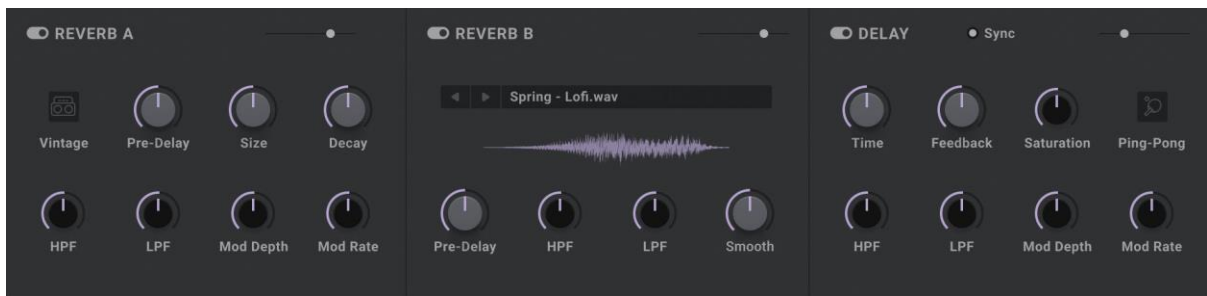 REVERB A
Vintage Pre-Delay Size Decay
HPF LPF Mod Depth Mod Rate
REVERB B
Spring - Lofi.wav
Pre-Delay HPF LPF Smooth
DELAY Sync
Time Feedback Saturation Ping-Pong
HPF LPF Mod Depth Mod Rate